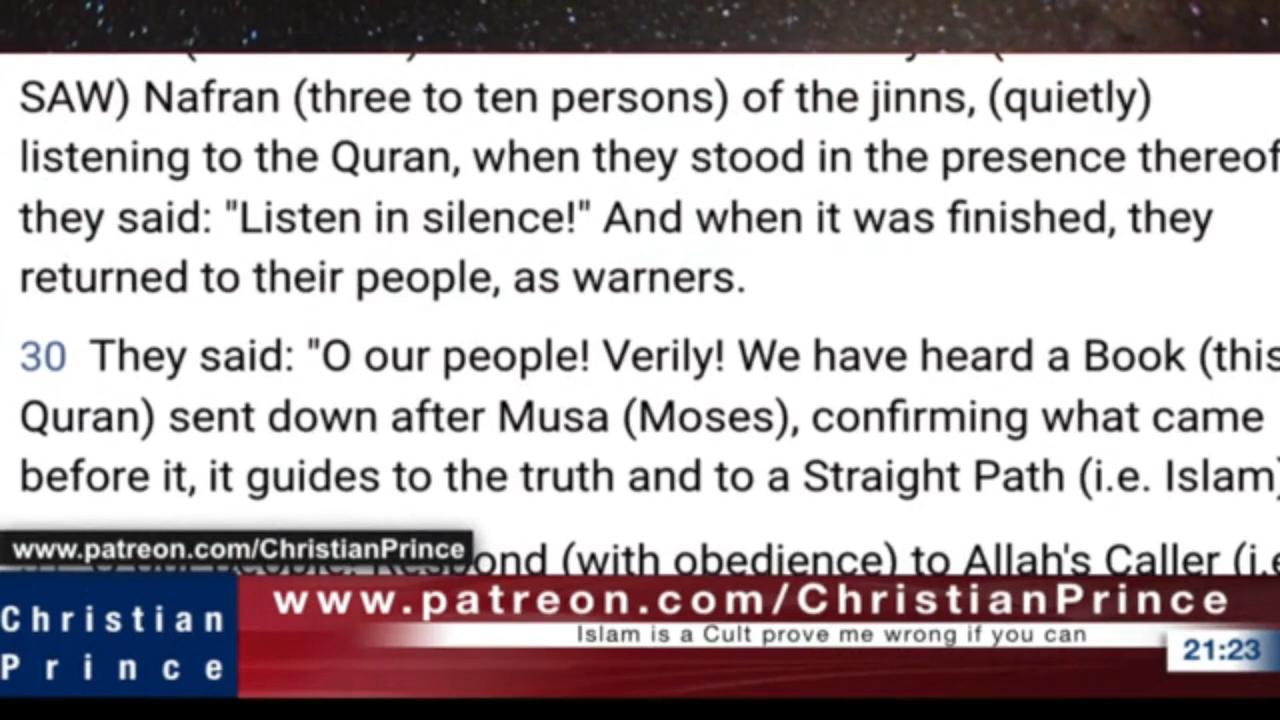 SAW) Nafran (three to ten persons) of the jinns, (quietly)
listening to the Quran, when they stood in the presence thereof
they said: "Listen in silence!" And when it was finished, they
returned to their people, as warners.
30 They said: "O our people! Verily! We have heard a Book (this
Quran) sent down after Musa (Moses), confirming what came
before it, it guides to the truth and to a Straight Path (i.e. Islam)
(with obedience) to Allah's Caller (i.e
www.patreon.com/ChristianPrince
www.patreon.com/ChristianPrince
Islam is a Cult prove me wrong if you can
Christian
Prince
21:23